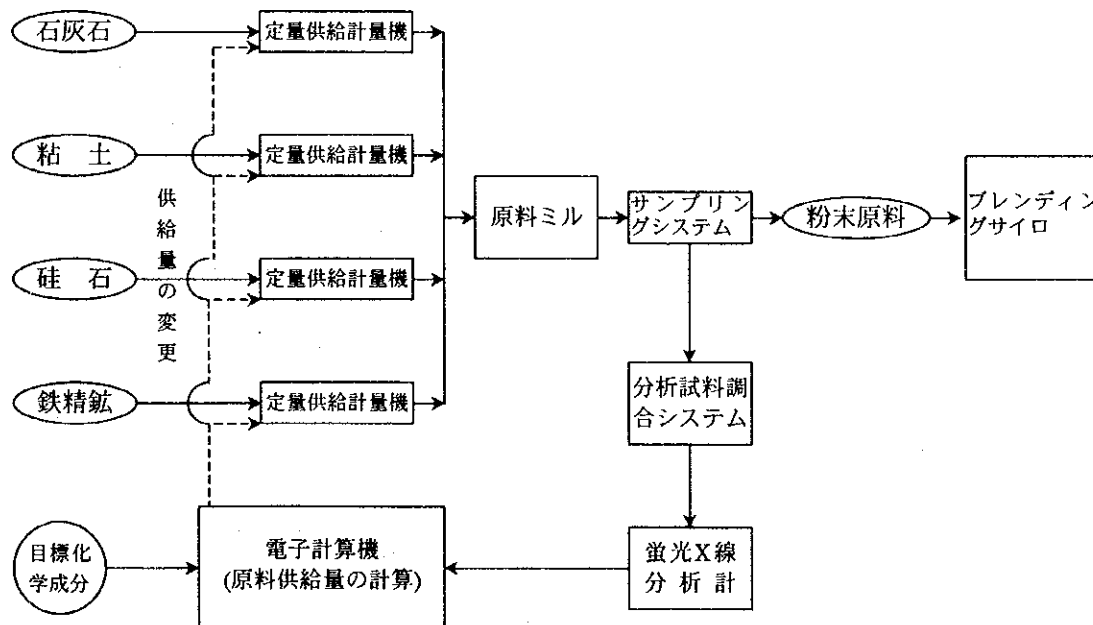 石灰石
定量供給計量機
粘 土
定量供給計量機
硅 石
定量供給計量機
鉄精鉱
定量供給計量機
供給量の変更
原料ミル
サンプリン
グシステム
粉末原料
ブレンディン
グサイロ
分析試料調
合システム
蛍光X線
分析計
電子計算機
(原料供給量の計算)
目標化
学成分